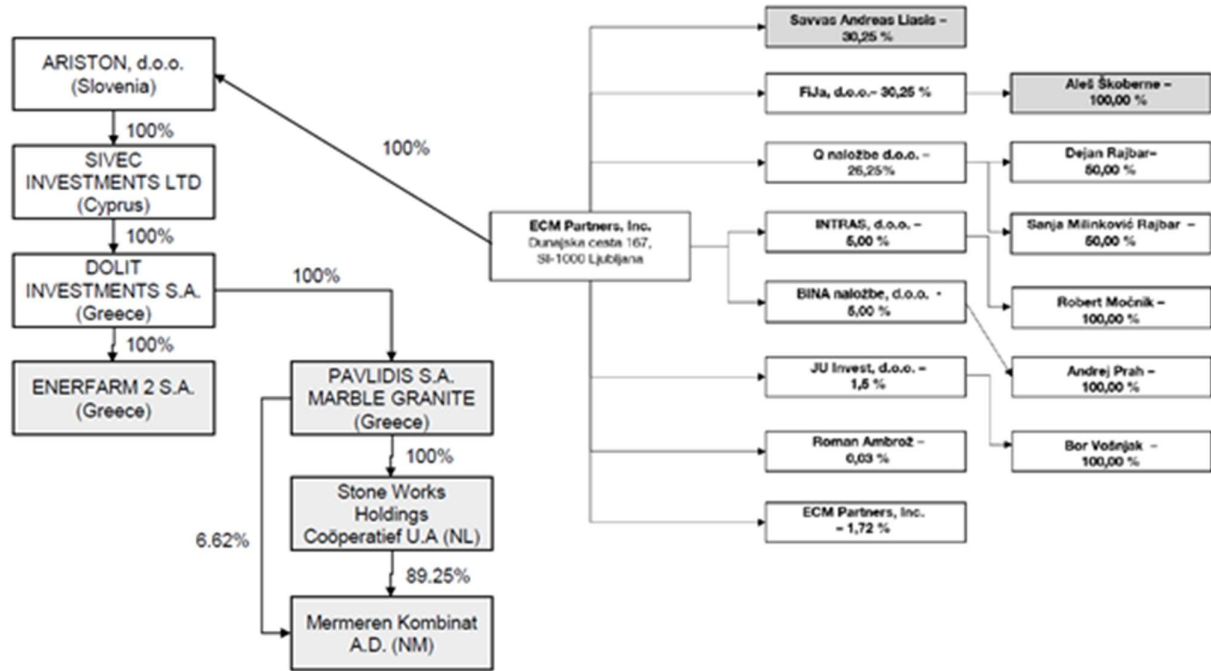 ARISTON, d.o.o.
(Slovenia)
100%
SIVEC
INVESTMENTS LTD
(Cyprus)
100%
DOLIT
INVESTMENTS S.A.
(Greece)
100%
ENERFARM 2 S.A.
(Greece)
100%
PAVLIDIS S.A.
MARBLE GRANITE
(Greece)
100%
Stone Works
Holdings
Coöperatief U.A (NL)
6.62%
89.25%
Mermeren Kombinat
A.D. (NM)
100%
ECM Partners, Inc.
Dunajska cesta 167,
SI-1000 Ljubljana
Savvas Andreas Liasis –
30,25 %
FiJa, d.o.o.– 30,25 %
Aleš Škoberne –
100,00 %
Q naložbe d.o.o. –
26,25%
Dejan Rajbar–
50,00 %
Sanja Milinković Rajbar –
50,00 %
INTRAS, d.o.o. –
5,00 %
Robert Močnik –
100,00 %
BINA naložbe, d.o.o. -
5,00 %
Andrej Prah –
100,00 %
JU Invest, d.o.o. –
1,5 %
Bor Vošnjak –
100,00 %
Roman Ambrož –
0,03 %
ECM Partners, Inc.
– 1,72 %